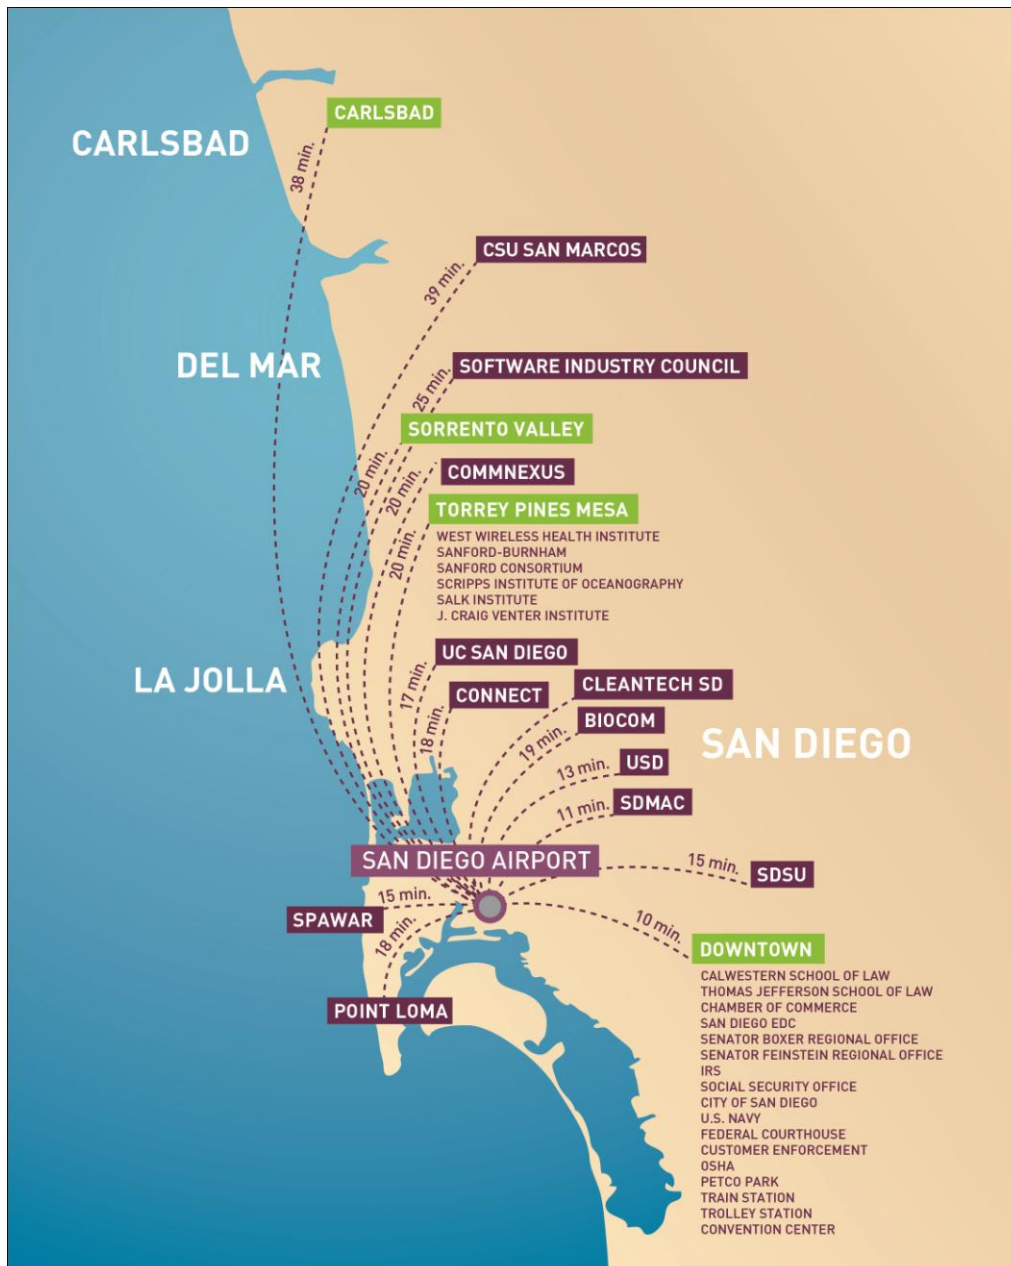 CARLSBAD
CARLSBAD
38 min.
CSU SAN MARCOS
39 min.
DEL MAR
SOFTWARE INDUSTRY COUNCIL
25 min.
SORRENTO VALLEY
20 min.
COMMNEXUS
20 min.
TORREY PINES MESA
20 min.
WEST WIRELESS HEALTH INSTITUTE
SANFORD-BURNHAM
SANFORD CONSORTIUM
SCRIPPS INSTITUTE OF OCEANOGRAPHY
SALK INSTITUTE
J. CRAIG VENTER INSTITUTE
LA JOLLA
UC SAN DIEGO
17 min.
CONNECT
18 min.
CLEANTECH SD
BIOCOM
19 min.
SAN DIEGO
USD
13 min.
SDMAC
11 min.
SAN DIEGO AIRPORT
15 min.
SDSU
15 min.
SPAWAR
18 min.
POINT LOMA
10 min.
DOWNTOWN
CALWESTERN SCHOOL OF LAW
THOMAS JEFFERSON SCHOOL OF LAW
CHAMBER OF COMMERCE
SAN DIEGO EDC
SENATOR BOXER REGIONAL OFFICE
SENATOR FEINSTEIN REGIONAL OFFICE
IRS
SOCIAL SECURITY OFFICE
CITY OF SAN DIEGO
U.S. NAVY
FEDERAL COURTHOUSE
CUSTOMER ENFORCEMENT
OSHA
PETCO PARK
TRAIN STATION
TROLLEY STATION
CONVENTION CENTER